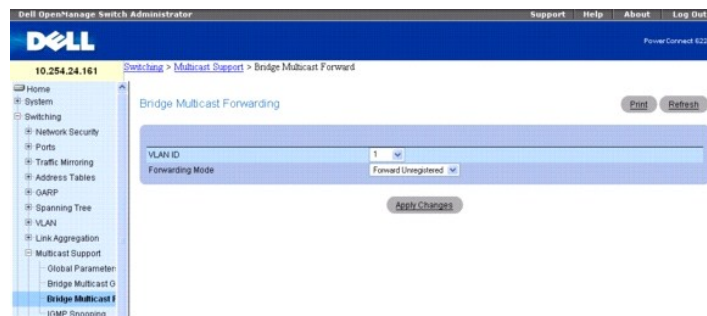 Dell OpenManage Switch Administrator
Support Help About Log Out
DELL
PowerConnect 622
10.254.24.161
Switching > Multicast Support > Bridge Multicast Forward
Home
System
Switching
Network Security
Ports
Traffic Mirroring
Address Tables
GARP
Spanning Tree
VLAN
Link Aggregation
Multicast Support
Global Parameter
Bridge Multicast G
Bridge Multicast F
IGMP Snooping
Bridge Multicast Forwarding
Print Refresh
VLAN ID 1
Forwarding Mode Forward Unregistered
Apply Changes